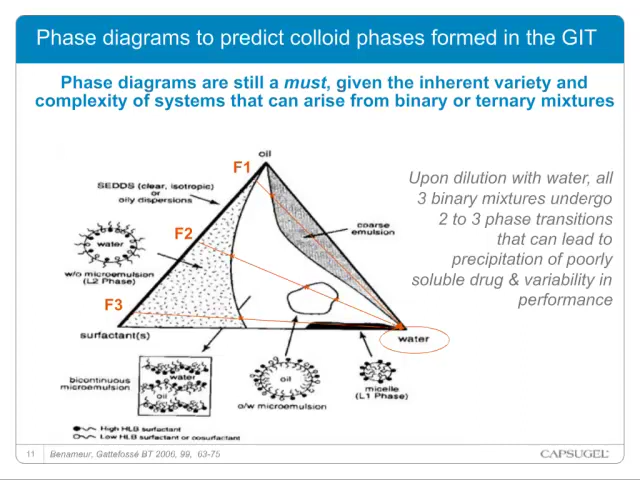 Phase diagrams to predict colloid phases formed in the GIT
Phase diagrams are still a must, given the inherent variety and
complexity of systems that can arise from binary or ternary mixtures
oil
F1
SEDDS (clear, isotropic)
or
oily dispersions
F2
water
w/o microemulsion
(L2 Phase)
F3
surfactant(s)
coarse
emulsion
water
Upon dilution with water, all
3 binary mixtures undergo
2 to 3 phase transitions
that can lead to
precipitation of poorly
soluble drug & variability in
performance
bicontinuous
microemulsion
water
oil
oil
o/w microemulsion
micelle
(L1 Phase)
High HLB surfactant
Low HLB surfactant or cosurfactant
11
Benameur, Gattefossé BT 2006, 99, 63-75
CAPSUGEL